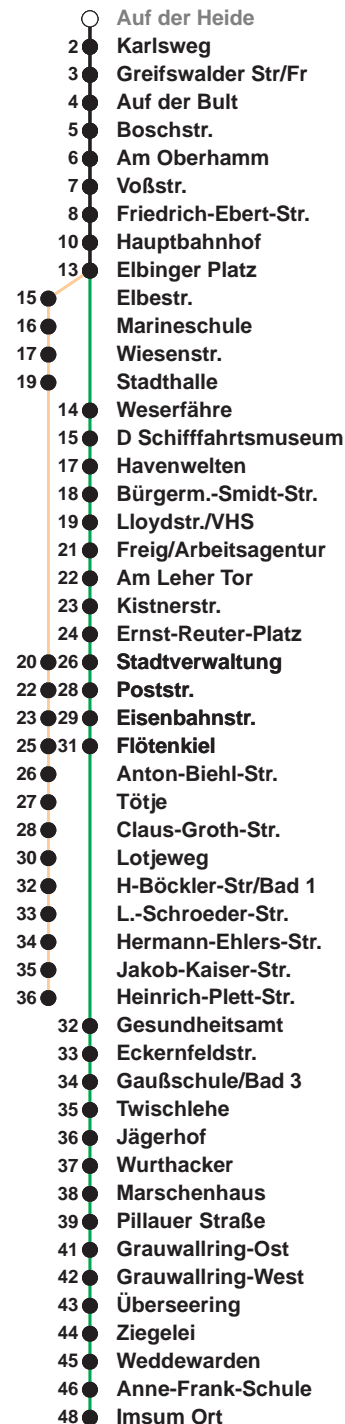 Auf der Heide
2 Karlsweg
3 Greifswalder Str/Fr
4 Auf der Bult
5 Boschstr.
6 Am Oberhamm
7 Voßstr.
8 Friedrich-Ebert-Str.
10 Hauptbahnhof
13 Elbinger Platz
15 Elbestr.
16 Marineschule
17 Wiesenstr.
19 Stadthalle
14 Weserfähre
15 D Schifffahrtsmuseum
17 Havenwelten
18 Bürgerm.-Smidt-Str.
19 Lloydstr./VHS
21 Freig/Arbeitsagentur
22 Am Leher Tor
23 Kistnerstr.
24 Ernst-Reuter-Platz
20 26 Stadtverwaltung
22 28 Poststr.
23 29 Eisenbahnstr.
25 31 Flötenkiel
26 Anton-Biehl-Str.
27 Tötje
28 Claus-Groth-Str.
30 Lotjeweg
32 H-Böckler-Str/Bad 1
33 L.-Schroeder-Str.
34 Hermann-Ehlers-Str.
35 Jakob-Kaiser-Str.
36 Heinrich-Plett-Str.
32 Gesundheitsamt
33 Eckernfeldstr.
34 Gaußschule/Bad 3
35 Twischlehe
36 Jägerhof
37 Wurthacker
38 Marschenhaus
39 Pillauer Straße
41 Grauwallring-Ost
42 Grauwallring-West
43 Überseering
44 Ziegelei
45 Weddewarden
46 Anne-Frank-Schule
48 Imsum Ort